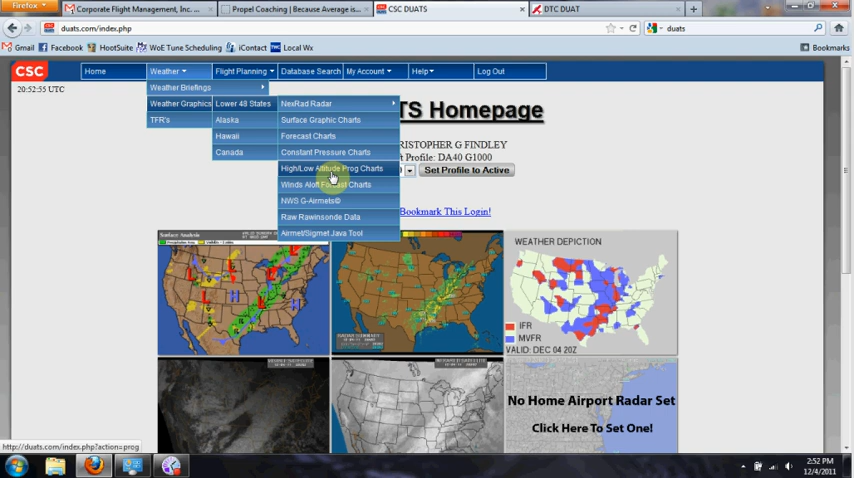 Firefox
Corporate Flight Management, Inc. ...
Propel Coaching | Because Average is...
CSC DUATS
DTC DUAT
duats.com/index.php
duats
Gmail
Facebook
HootSuite
WoE Tune Scheduling
iContact
Local Wx
Bookmarks
CSC
Home
Weather
Flight Planning
Database Search
My Account
Help
Log Out
20:52:55 UTC
Weather Briefings
Weather Graphics
Lower 48 States
NexRad Radar
TFR's
Alaska
Surface Graphic Charts
Hawaii
Forecast Charts
Canada
Constant Pressure Charts
High/Low Altitude Prog Charts
Winds Aloft Forecast Charts
NWS G-Airmets©
Raw Rawinsonde Data
Airmet/Sigmet Java Tool
TS Homepage
RISTOPHER G FINDLEY
t Profile: DA40 G1000
Set Profile to Active
Bookmark This Login!
Surface Analysis
WEATHER DEPICTION
IFR
MVFR
VALID: DEC 04 20Z
No Home Airport Radar Set
Click Here To Set One!
http://duats.com/index.php?action=prog
2:52 PM
12/4/2011